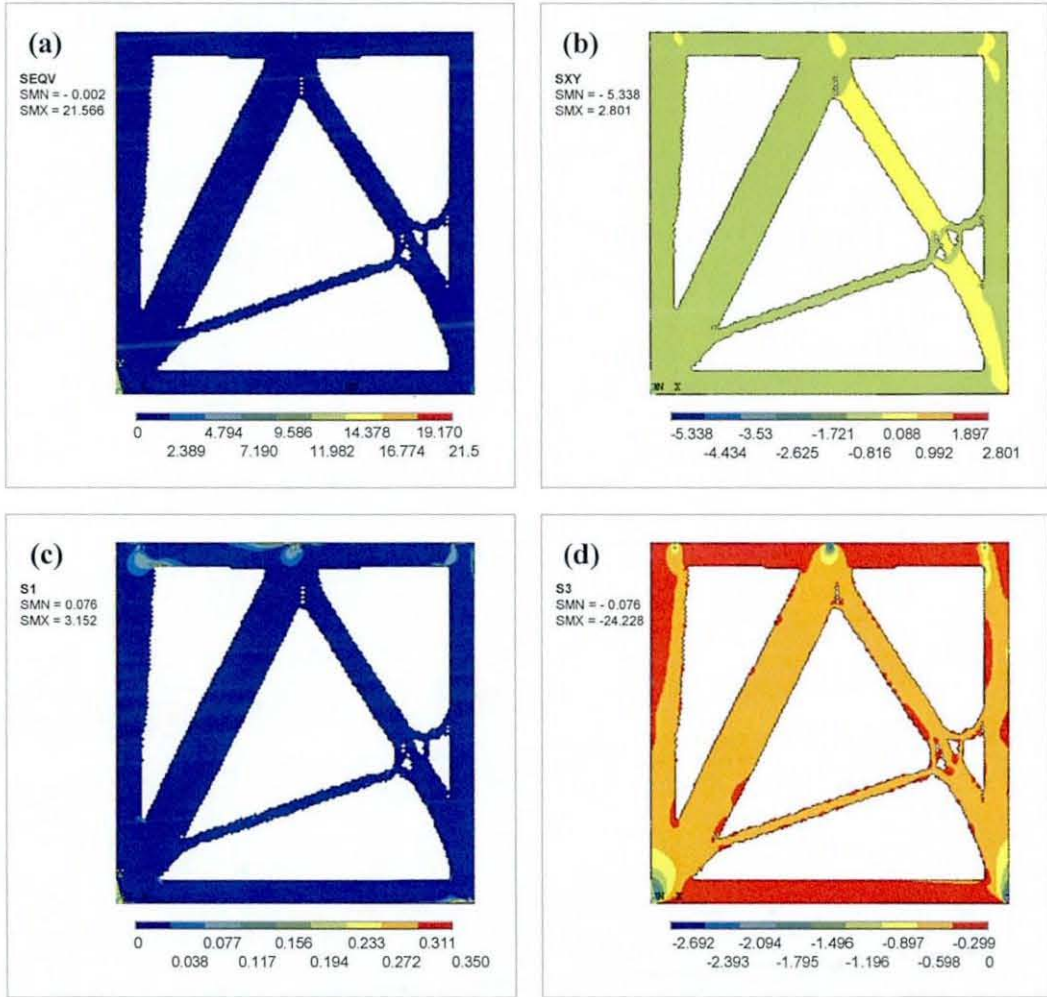 (a)
SEQV
SMN = - 0.002
SMX = 21.566
0 4.794 9.586 14.378 19.170
2.389 7.190 11.982 16.774 21.5
(b)
SXY
SMN = - 5.338
SMX = 2.801
X
-5.338 -3.53 -1.721 0.088 1.897
-4.434 -2.625 -0.816 0.992 2.801
(c)
S1
SMN = 0.076
SMX = 3.152
0 0.077 0.156 0.233 0.311
0.038 0.117 0.194 0.272 0.350
(d)
S3
SMN = - 0.076
SMX = -24.228
-2.692 -2.094 -1.496 -0.897 -0.299
-2.393 -1.795 -1.196 -0.598 0